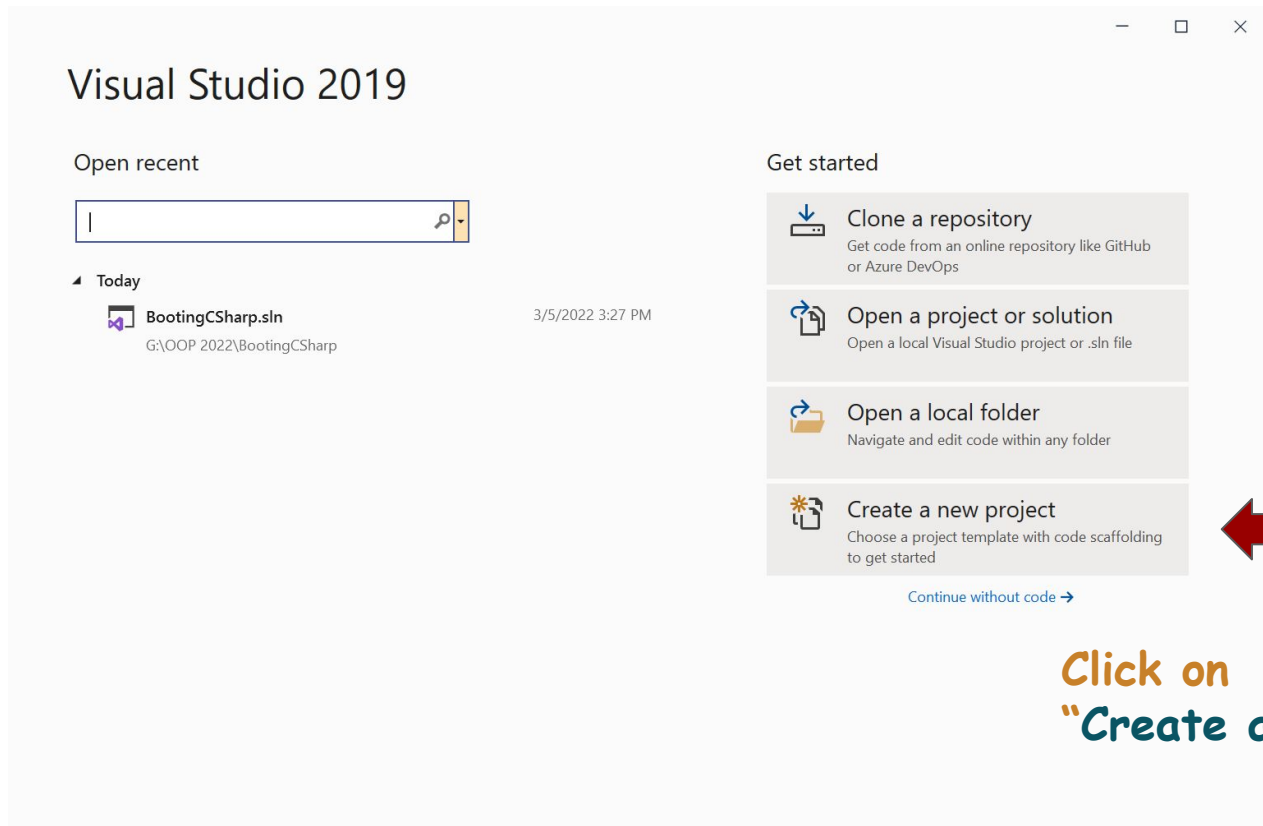 Visual Studio 2019
Open recent
Today
BootingCSharp.sln 3/5/2022 3:27 PM
G:\OOP 2022\BootingCSharp
Get started
Clone a repository
Get code from an online repository like GitHub
or Azure DevOps
Open a project or solution
Open a local Visual Studio project or .sln file
Open a local folder
Navigate and edit code within any folder
Create a new project
Choose a project template with code scaffolding
to get started
Continue without code →
Click on
“Create